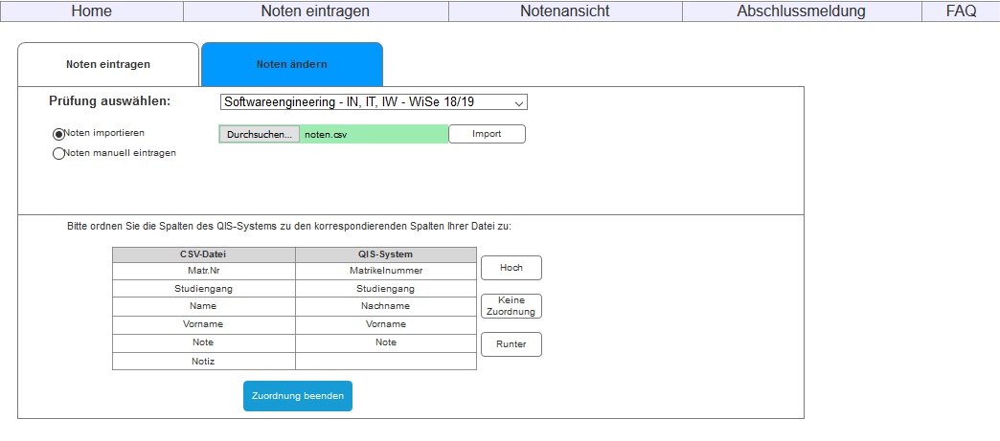 Home Noten eintragen Notenansicht Abschlussmeldung FAQ
Noten eintragen Noten ändern
Prüfung auswählen: Softwareengineering - IN, IT, IW - WiSe 18/19
Noten importieren Durchsuchen... noten.csv Import
Noten manuell eintragen
Bitte ordnen Sie die Spalten des QIS-Systems zu den korrespondierenden Spalten Ihrer Datei zu:
CSV-Datei QIS-System
Matr.Nr Matrikelnummer
Studiengang Studiengang
Name Nachname
Vorname Vorname
Note Note
Notiz
Hoch
Keine
Zuordnung
Runter
Zuordnung beenden